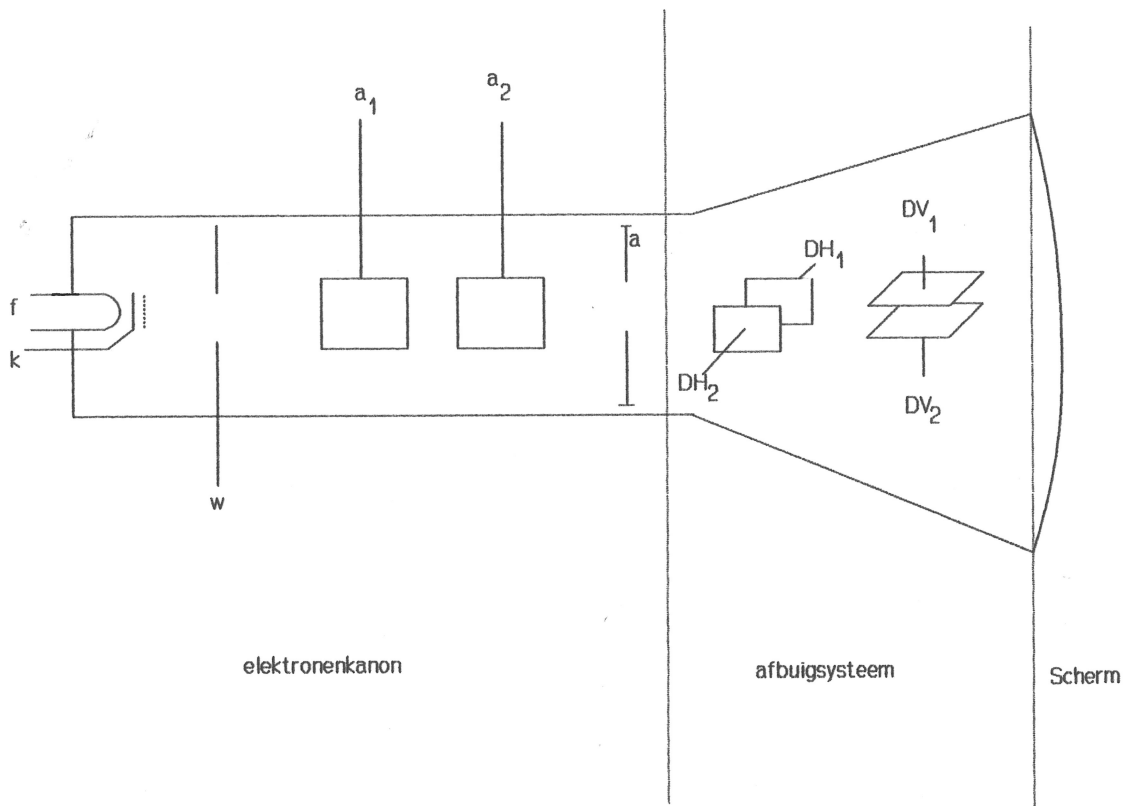 a1
a2
f
k
w
a
DH1
DH2
DV1
DV2
elektronenkanon
afbuigsysteem
Scherm